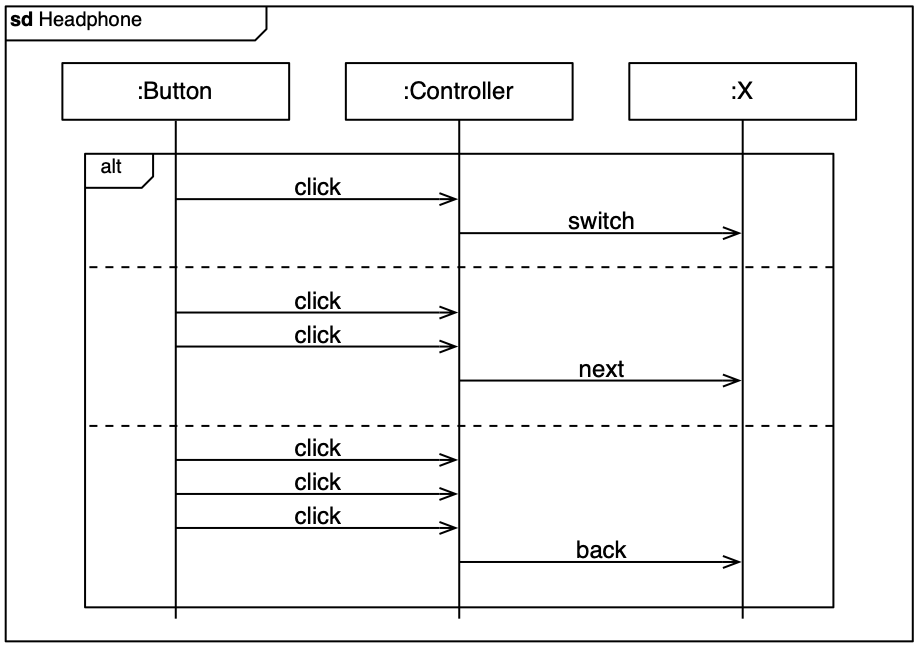 sd Headphone
:Button
:Controller
:X
alt
click
switch
click
click
next
click
click
click
back